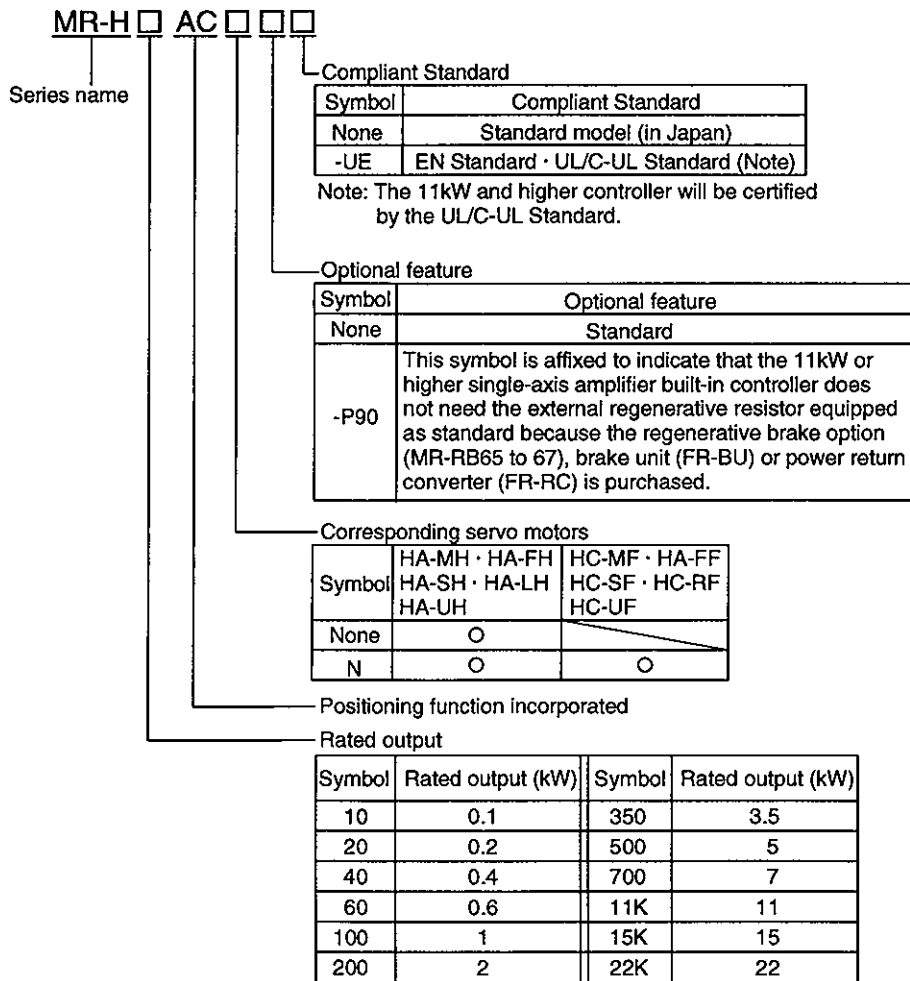 MR-H□ AC□□□
Series name
Compliant Standard
Symbol Compliant Standard
None Standard model (in Japan)
-UE EN Standard · UL/C-UL Standard (Note)
Note: The 11kW and higher controller will be certified
by the UL/C-UL Standard.
Optional feature
Symbol Optional feature
None Standard
-P90 This symbol is affixed to indicate that the 11kW or
higher single-axis amplifier built-in controller does
not need the external regenerative resistor equipped
as standard because the regenerative brake option
(MR-RB65 to 67), brake unit (FR-BU) or power return
converter (FR-RC) is purchased.
Corresponding servo motors
Symbol HA-MH · HA-FH HC-MF · HA-FF
HA-SH · HA-LH HC-SF · HC-RF
HA-UH HC-UF
None O
N O O
Positioning function incorporated
Rated output
Symbol Rated output (kW) Symbol Rated output (kW)
10 0.1 350 3.5
20 0.2 500 5
40 0.4 700 7
60 0.6 11K 11
100 1 15K 15
200 2 22K 22